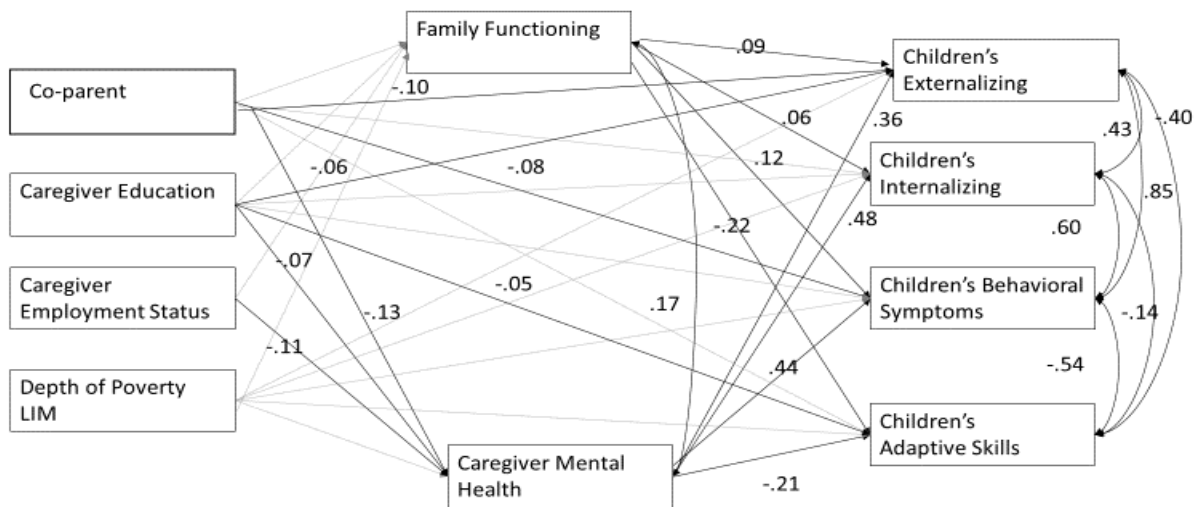 Family Functioning
.09
Children's
Externalizing
Co-parent
-.10
.06
.36
.43
-.40
Children's
Internalizing
Caregiver Education
-.06
-.08
.12
.85
-.22
.48
.60
-.07
Caregiver
Employment Status
-.05
.17
Children's Behavioral
Symptoms
-.13
-.14
-.11
Depth of Poverty
LIM
.44
-.54
Children's
Adaptive Skills
Caregiver Mental
Health
-.21